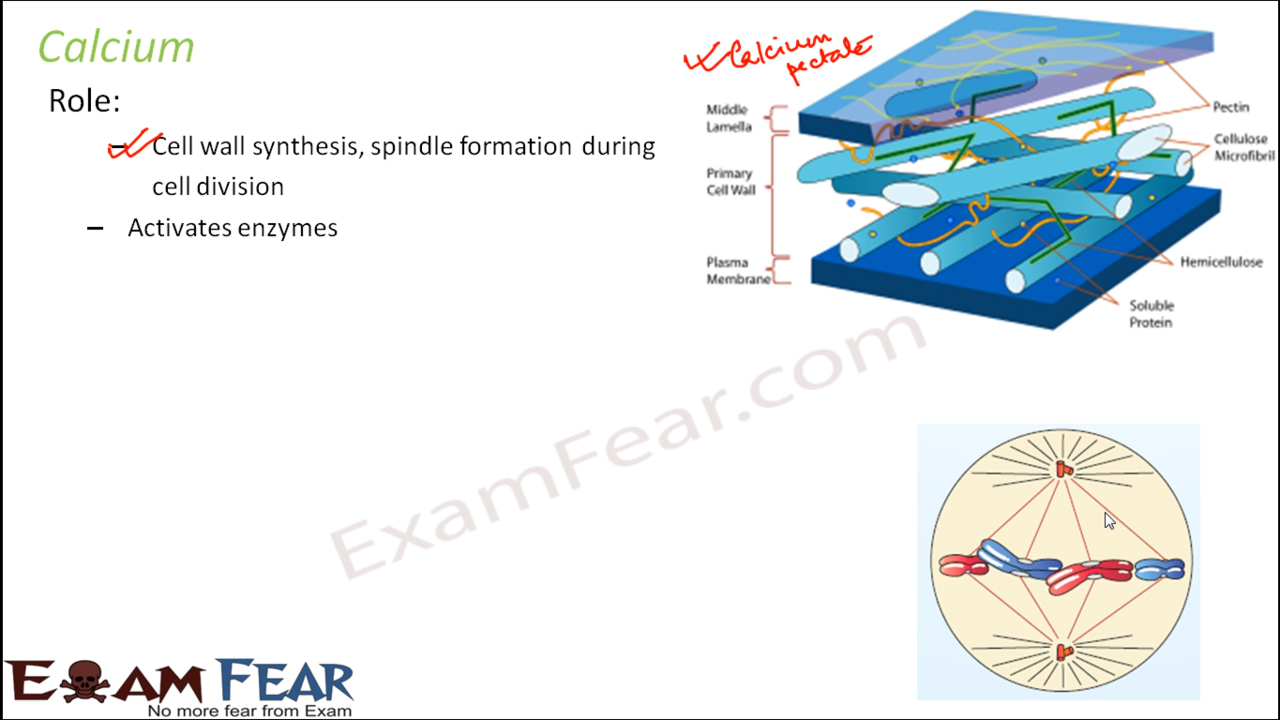 Calcium
Role:
– Cell wall synthesis, spindle formation during
cell division
– Activates enzymes
Calcium
pectate
Middle
Lamella
Primary
Cell Wall
Plasma
Membrane
Pectin
Cellulose
Microfibril
Hemicellulose
Soluble
Protein
ExamFear.com
EXAM FEAR
No more fear from Exam